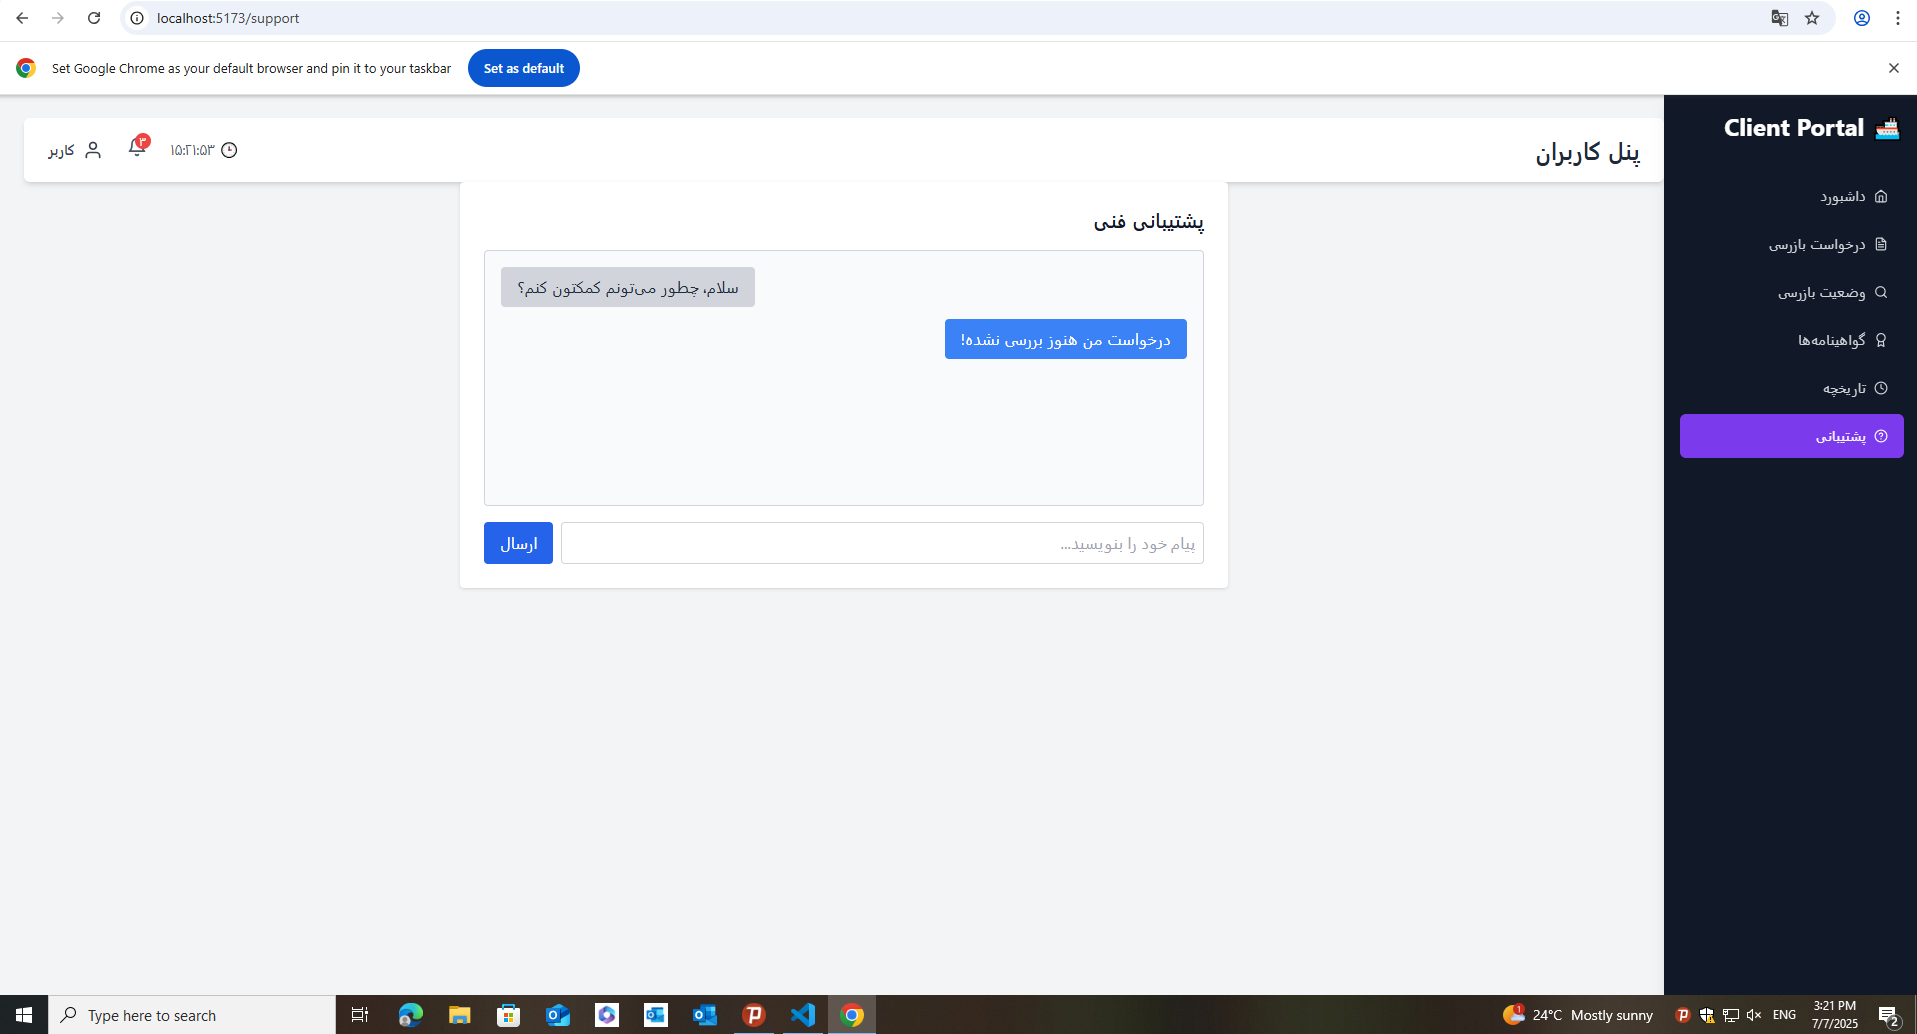 localhost:5173/support
Set Google Chrome as your default browser and pin it to your taskbar
Set as default
Client Portal
پنل کاربران
۱۵:۲۱:۵۳
۳
کاربر
داشبورد
درخواست بازرسی
وضعیت بازرسی
گواهینامه‌ها
تاریخچه
پشتیبانی
پشتیبانی فنی
سلام، چطور می‌تونم کمکتون کنم؟
درخواست من هنوز بررسی نشده!
پیام خود را بنویسید...
ارسال
Type here to search
1
24°C Mostly sunny
ENG
3:21 PM
7/7/2025
2